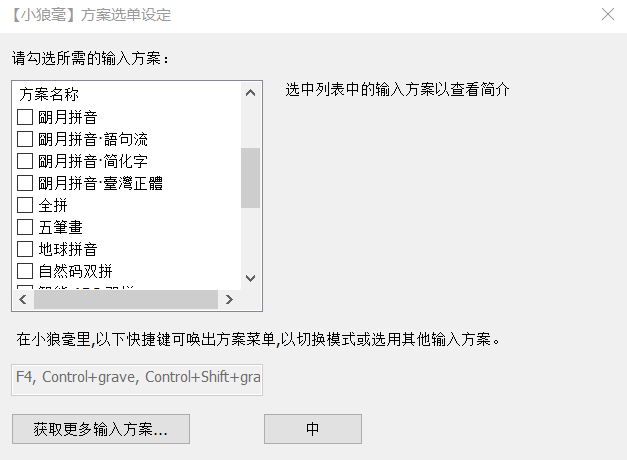 【小狼毫】方案选单设定
请勾选所需的输入方案：
选中列表中的输入方案以查看简介
方案名称
朙月拼音
朙月拼音·語句流
朙月拼音·简化字
朙月拼音·臺灣正體
全拼
五筆畫
地球拼音
自然码双拼
在小狼毫里,以下快捷键可唤出方案菜单,以切换模式或选用其他输入方案。
F4, Control+grave, Control+Shift+gra
获取更多输入方案...
中